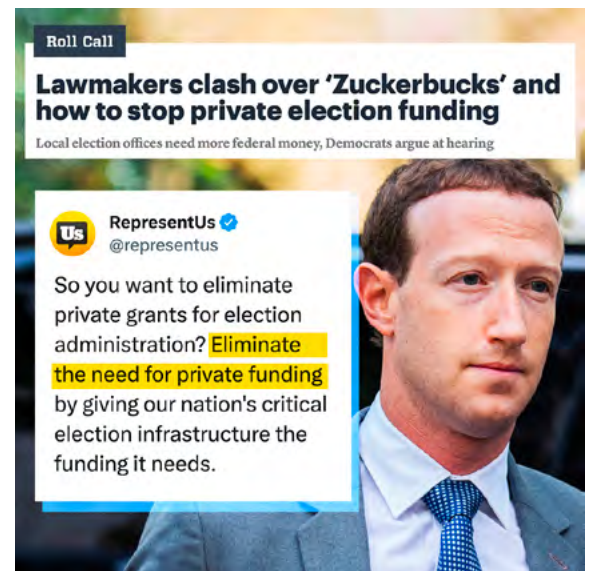 Roll Call
Lawmakers clash over ‘Zuckerbucks’ and
how to stop private election funding
Local election offices need more federal money, Democrats argue at hearing
Us
RepresentUs
@representus
So you want to eliminate
private grants for election
administration? Eliminate
the need for private funding
by giving our nation's critical
election infrastructure the
funding it needs.